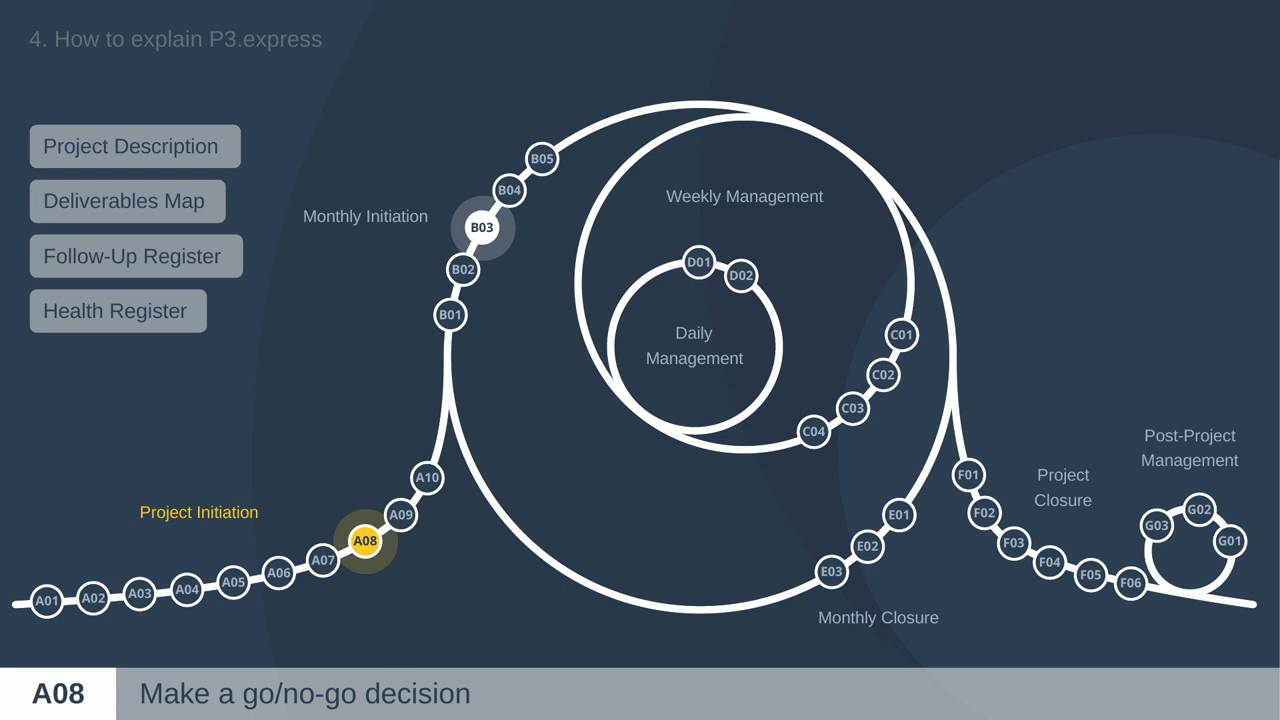 4. How to explain P3.express
Project Description
Deliverables Map
Follow-Up Register
Health Register
Monthly Initiation
B05
B04
B03
B02
B01
Weekly Management
D01
D02
Daily
Management
C01
C02
C03
C04
Project Initiation
A01
A02
A03
A04
A05
A06
A07
A08
A09
A10
E01
E02
E03
Monthly Closure
F01
F02
F03
F04
F05
F06
Project
Closure
Post-Project
Management
G03
G02
G01
A08
Make a go/no-go decision